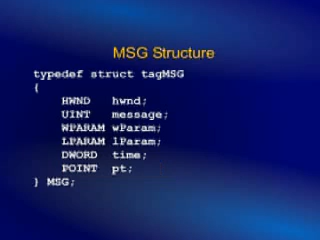 MSG Structure
typedef struct tagMSG
{
HWND hwnd;
UINT message;
WPARAM wParam;
LPARAM lParam;
DWORD time;
POINT pt;
} MSG;